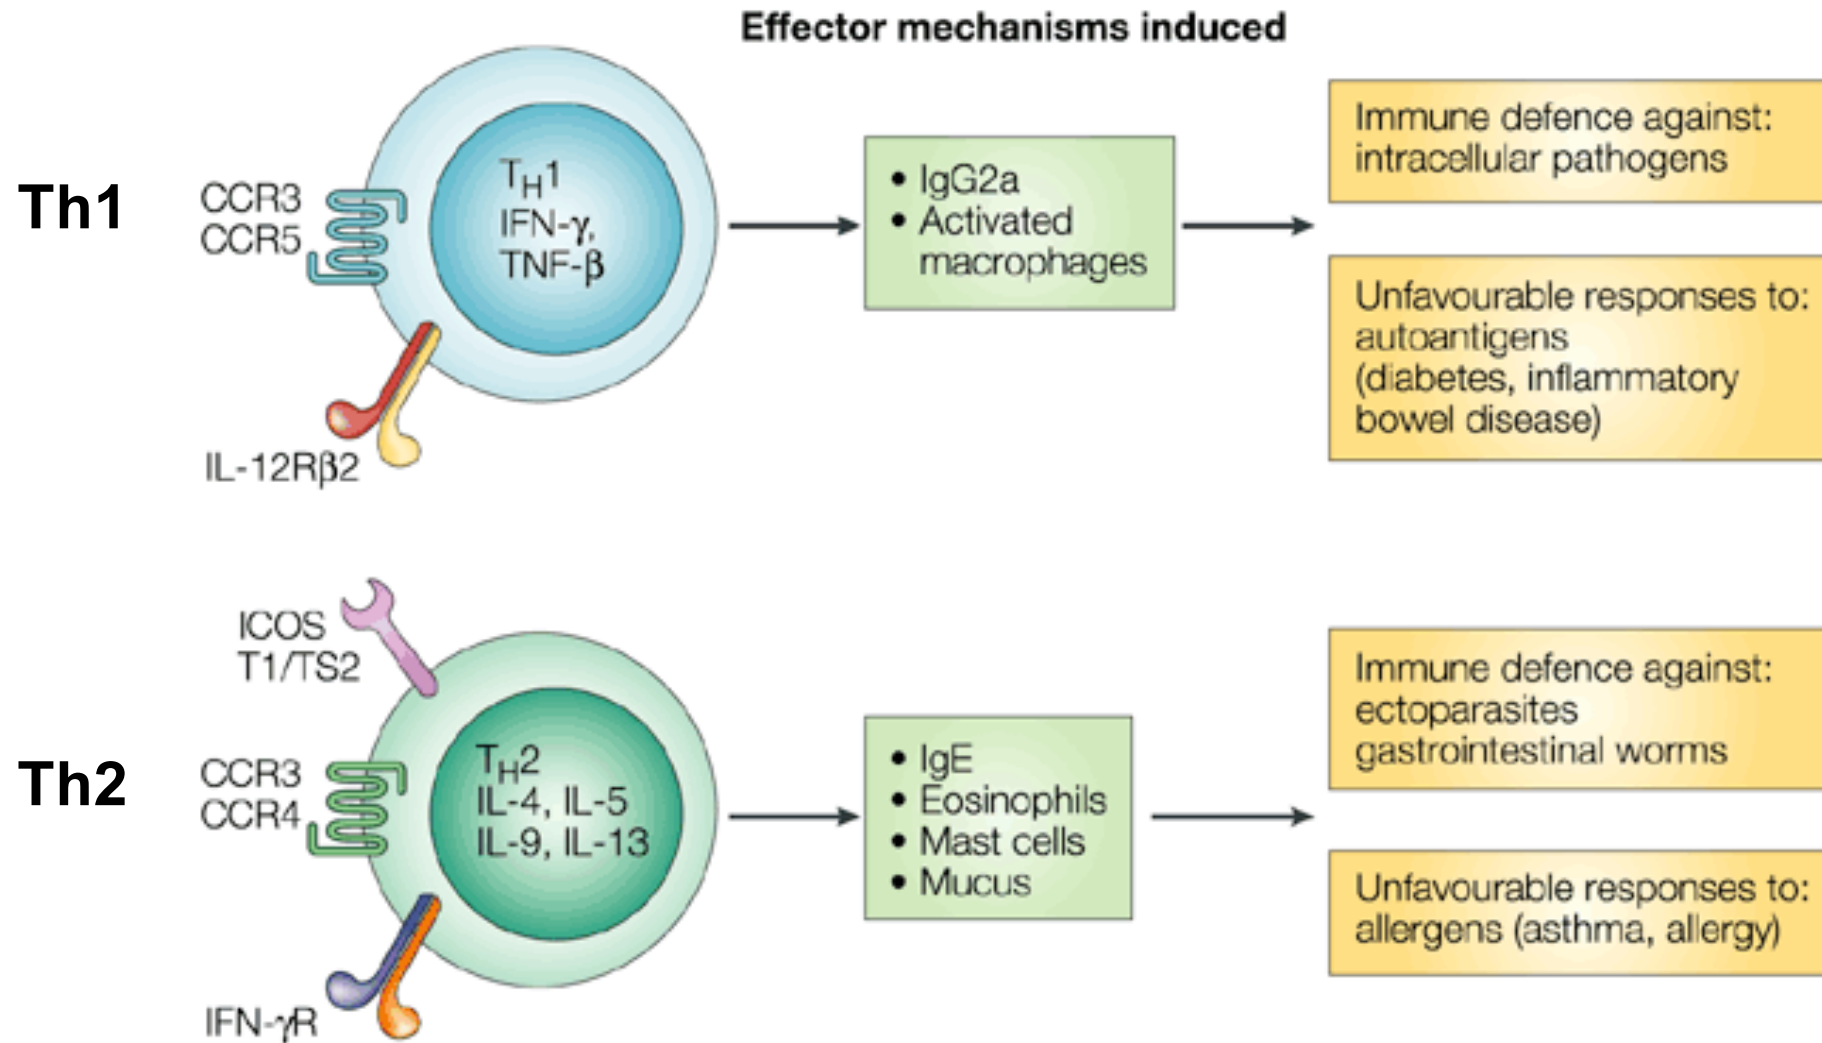 Effector mechanisms induced
Th1
CCR3
CCR5
IL-12Rβ2
TH1
IFN-γ,
TNF-β
• IgG2a
• Activated
macrophages
Immune defence against:
intracellular pathogens
Unfavourable responses to:
autoantigens
(diabetes, inflammatory
bowel disease)
Th2
ICOS
T1/TS2
CCR3
CCR4
IFN-γR
TH2
IL-4, IL-5
IL-9, IL-13
• IgE
• Eosinophils
• Mast cells
• Mucus
Immune defence against:
ectoparasites
gastrointestinal worms
Unfavourable responses to:
allergens (asthma, allergy)